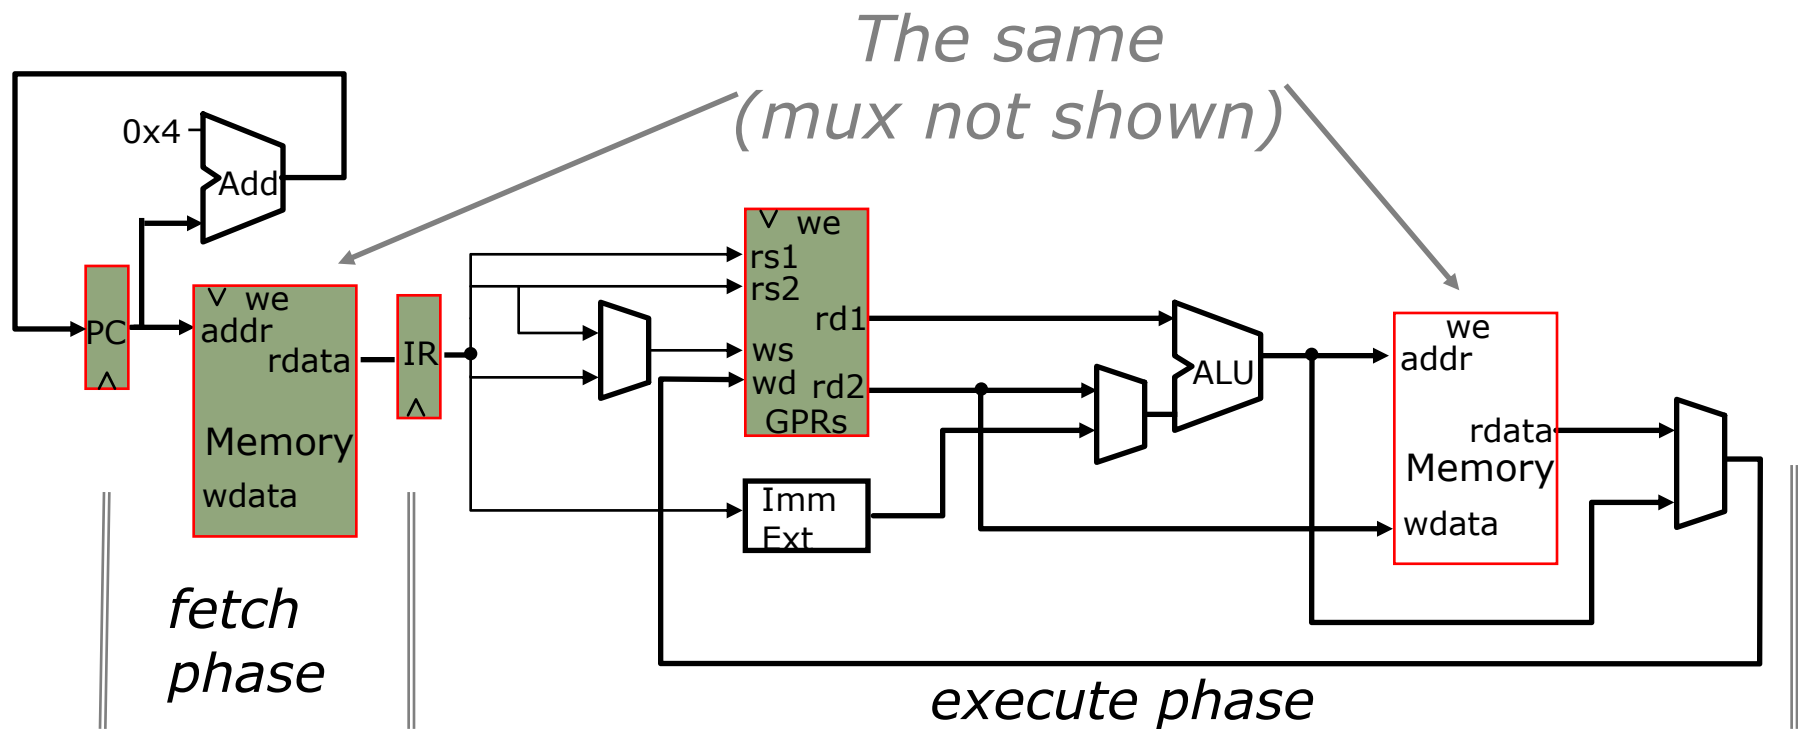 The same
(mux not shown)
0x4
Add
PC
we
addr
rdata
Memory
wdata
IR
we
rs1
rs2
rd1
ws
wd
rd2
GPRs
Imm
Ext
ALU
we
addr
rdata
Memory
wdata
fetch
phase
execute phase